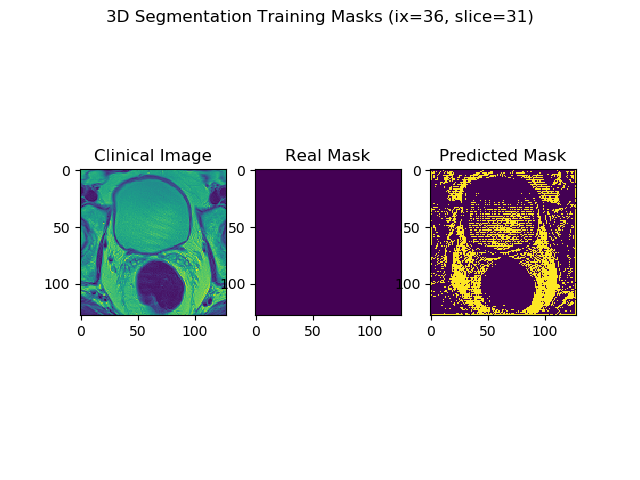 3D Segmentation Training Masks (ix=36, slice=31)
Clinical Image Real Mask Predicted Mask
0 0 0
50 50 50
100 100 100
0 50 100 0 50 100 0 50 100